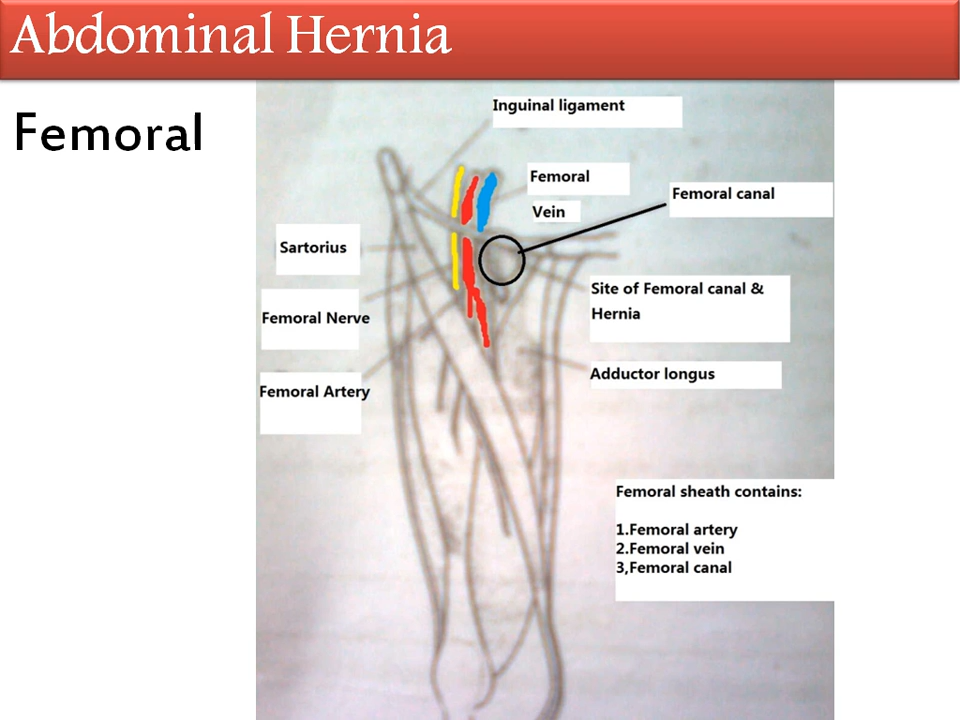 Abdominal Hernia
Femoral
Inguinal ligament
Femoral
Vein
Femoral canal
Sartorius
Femoral Nerve
Femoral Artery
Site of Femoral canal &
Hernia
Adductor longus
Femoral sheath contains:
1.Femoral artery
2.Femoral vein
3,Femoral canal